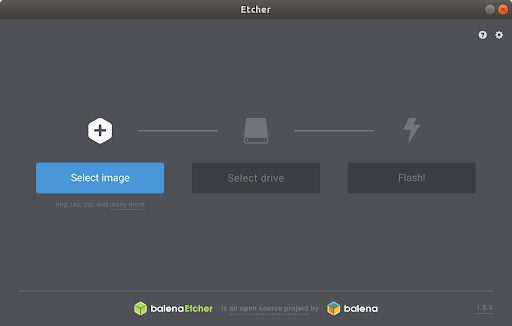 Etcher
Select image
Select drive
Flash!
img, iso, zip, and many more
balenaEtcher is an open source project by balena
1.5.5